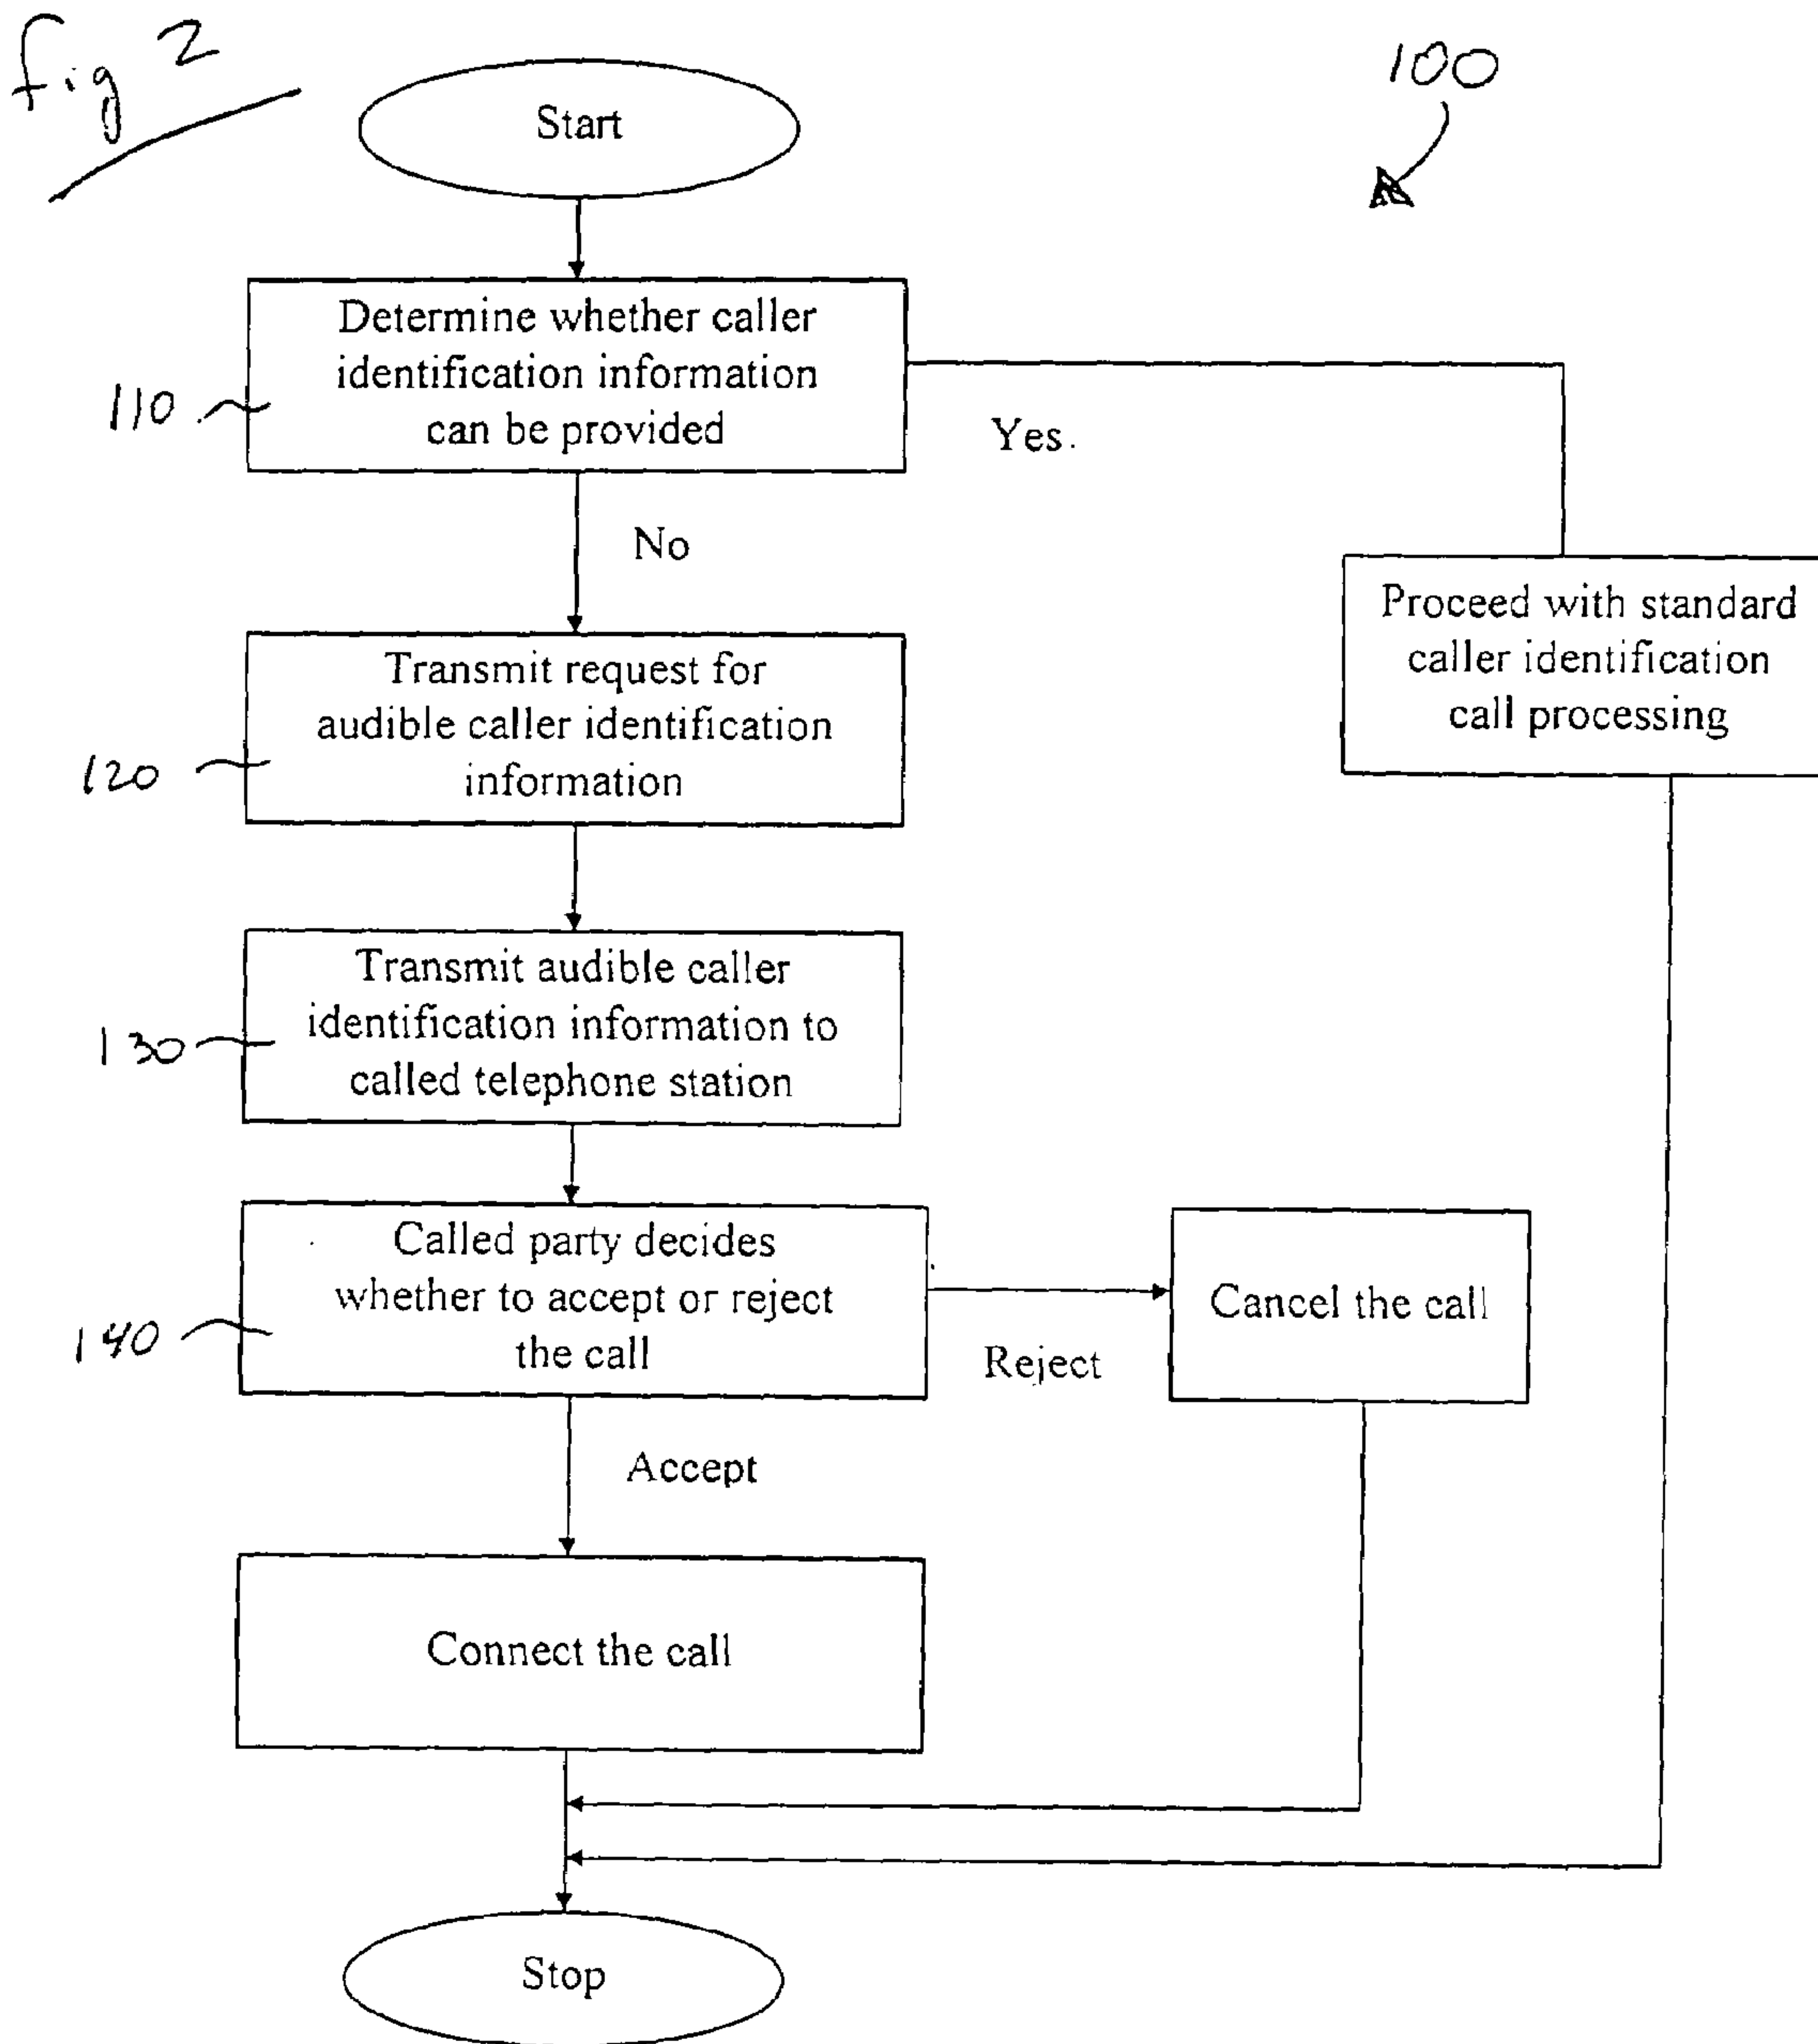 fig 2
100
Start
Determine whether caller
identification information
can be provided
110
Yes.
No
Proceed with standard
caller identification
call processing
Transmit request for
audible caller identification
information
120
Transmit audible caller
identification information to
called telephone station
130
Called party decides
whether to accept or reject
the call
140
Reject
Cancel the call
Accept
Connect the call
Stop